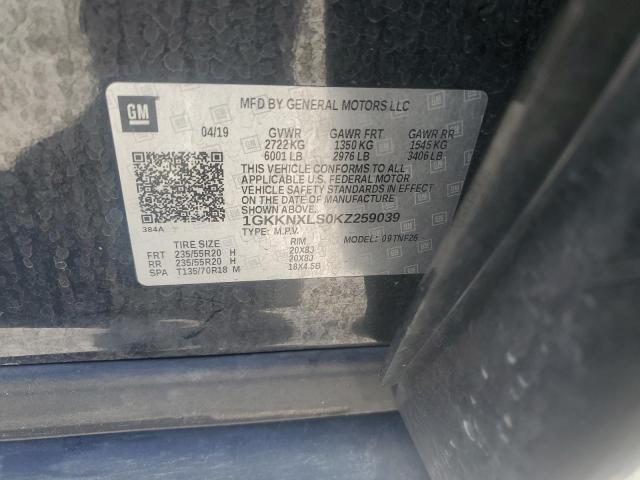 GM
MFD BY GENERAL MOTORS LLC
04/19 GVWR GAWR FRT GAWR RR
2722 KG 1350 KG 1545 KG
6001 LB 2976 LB 3406 LB
THIS VEHICLE CONFORMS TO ALL
APPLICABLE U.S. FEDERAL MOTOR
VEHICLE SAFETY STANDARDS IN EFFECT
ON THE DATE OF MANUFACTURE
SHOWN ABOVE.
384A 1GKKNXLS0KZ259039
TYPE: M.P.V. MODEL: 09TNF26
TIRE SIZE RIM
FRT 235/55R20 H 20X8J
RR 235/55R20 H 20X8J
SPA T135/70R18 M 18X4.5B